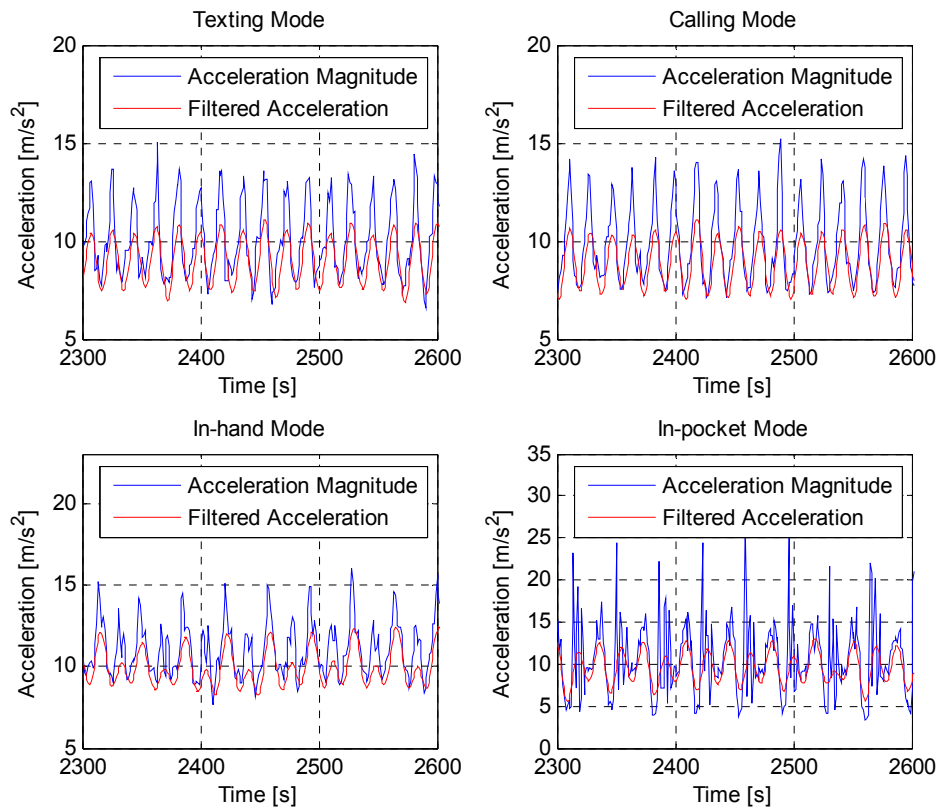 Texting Mode
20
15
10
5
Acceleration [m/s²]
Acceleration Magnitude
Filtered Acceleration
2300 2400 2500 2600
Time [s]
Calling Mode
20
15
10
5
Acceleration [m/s²]
Acceleration Magnitude
Filtered Acceleration
2300 2400 2500 2600
Time [s]
In-hand Mode
20
15
10
5
Acceleration [m/s²]
Acceleration Magnitude
Filtered Acceleration
2300 2400 2500 2600
Time [s]
In-pocket Mode
35
30
25
20
15
10
5
0
Acceleration [m/s²]
Acceleration Magnitude
Filtered Acceleration
2300 2400 2500 2600
Time [s]